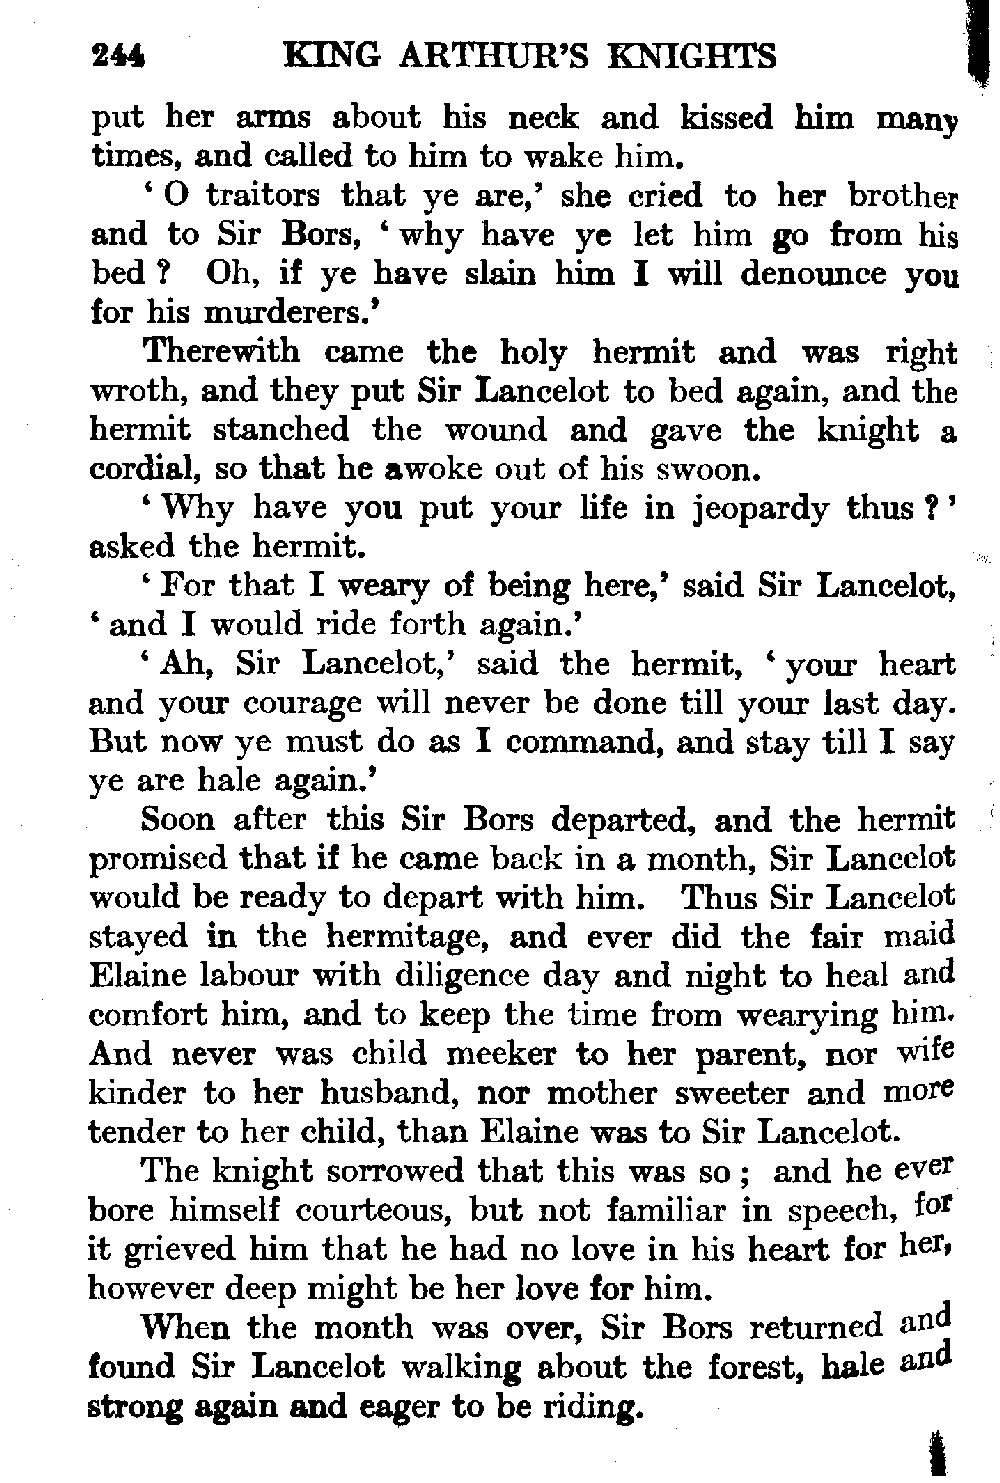 244 KING ARTHUR'S KNIGHTS
put her arms about his neck and kissed him many
times, and called to him to wake him.
‘ O traitors that ye are,’ she cried to her brother
and to Sir Bors, ‘ why have ye let him go from his
bed ? Oh, if ye have slain him I will denounce you
for his murderers.’
Therewith came the holy hermit and was right
wroth, and they put Sir Lancelot to bed again, and the
hermit stanched the wound and gave the knight a
cordial, so that he awoke out of his swoon.
‘ Why have you put your life in jeopardy thus ? ’
asked the hermit.
‘ For that I weary of being here,’ said Sir Lancelot,
‘ and I would ride forth again.’
‘ Ah, Sir Lancelot,’ said the hermit, ‘ your heart
and your courage will never be done till your last day.
But now ye must do as I command, and stay till I say
ye are hale again.’
Soon after this Sir Bors departed, and the hermit
promised that if he came back in a month, Sir Lancelot
would be ready to depart with him. Thus Sir Lancelot
stayed in the hermitage, and ever did the fair maid
Elaine labour with diligence day and night to heal and
comfort him, and to keep the time from wearying him.
And never was child meeker to her parent, nor wife
kinder to her husband, nor mother sweeter and more
tender to her child, than Elaine was to Sir Lancelot.
The knight sorrowed that this was so ; and he ever
bore himself courteous, but not familiar in speech, for
it grieved him that he had no love in his heart for her,
however deep might be her love for him.
When the month was over, Sir Bors returned and
found Sir Lancelot walking about the forest, hale and
strong again and eager to be riding.